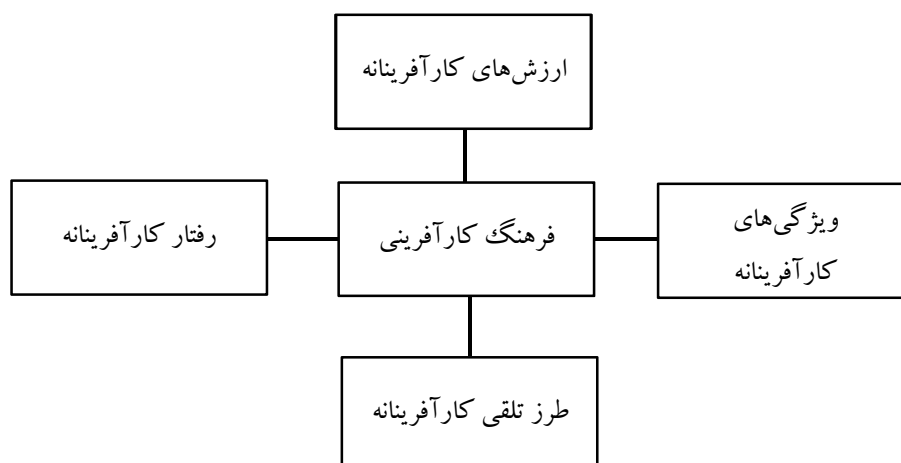 ارزش‌های کارآفرینانه
ویژگی‌های
کارآفرینانه
فرهنگ کارآفرینی
رفتار کارآفرینانه
طرز تلقی کارآفرینانه